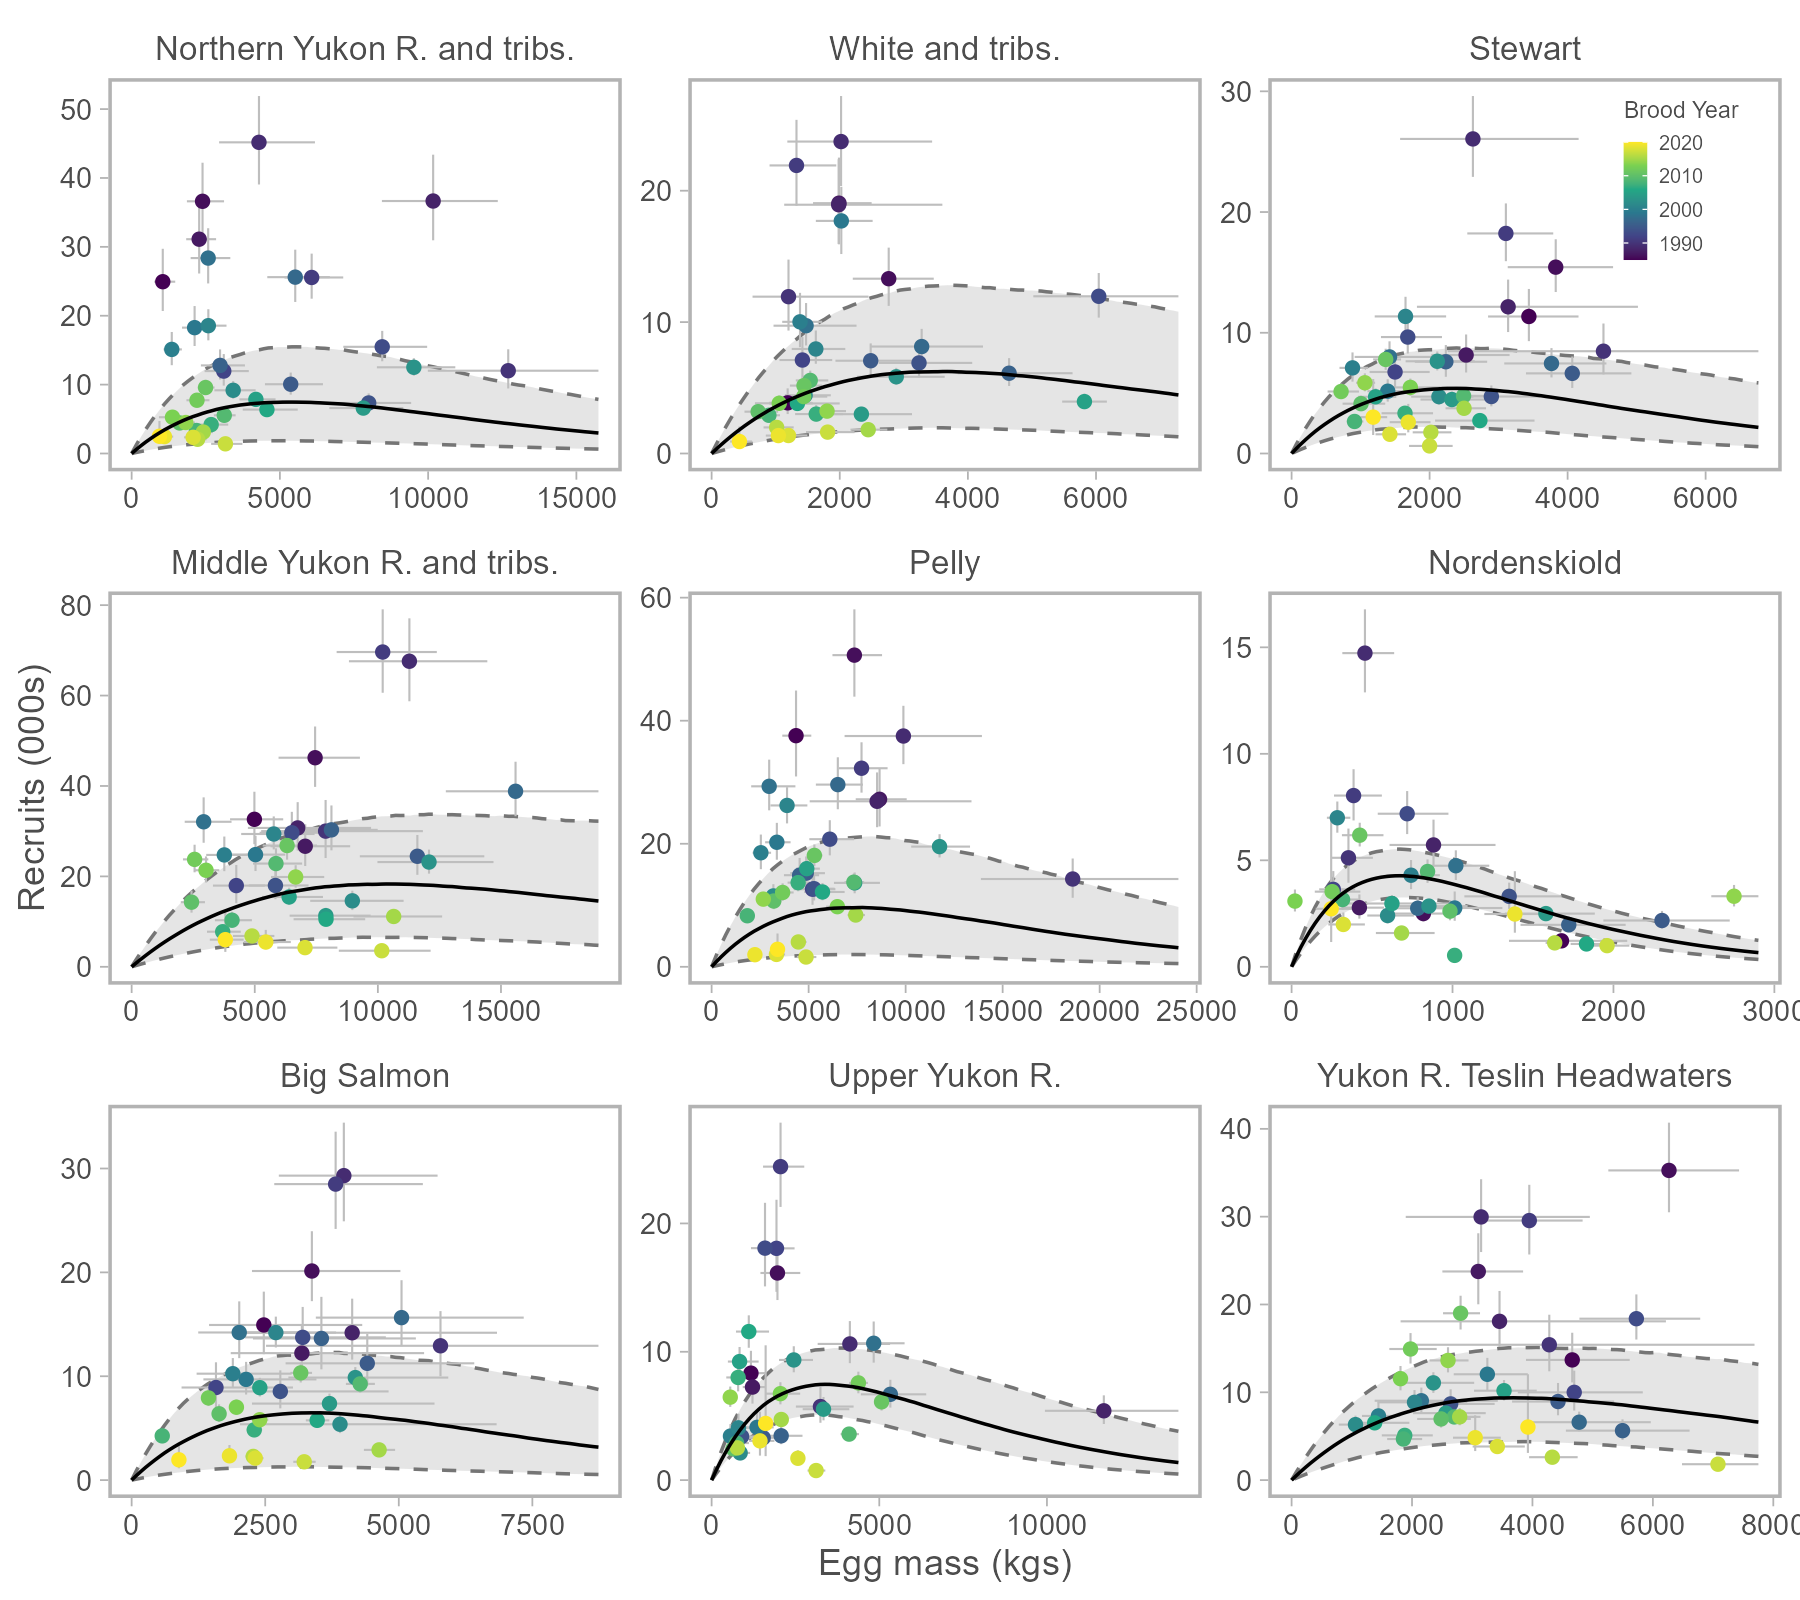 Northern Yukon R. and tribs.
White and tribs.
Stewart
50
40
30
20
10
0
0 5000 10000 15000
20
10
0
0 2000 4000 6000
30
20
10
0
0 2000 4000 6000
Brood Year
2020
2010
2000
1990
Middle Yukon R. and tribs.
Pelly
Nordenskiold
Recruits (000s)
80
60
40
20
0
0 5000 10000 15000
60
40
20
0
0 5000 10000 15000 20000 25000
15
10
5
0
0 1000 2000 3000
Big Salmon
Upper Yukon R.
Yukon R. Teslin Headwaters
30
20
10
0
0 2500 5000 7500
20
10
0
0 5000 10000
40
30
20
10
0
0 2000 4000 6000 8000
Egg mass (kgs)